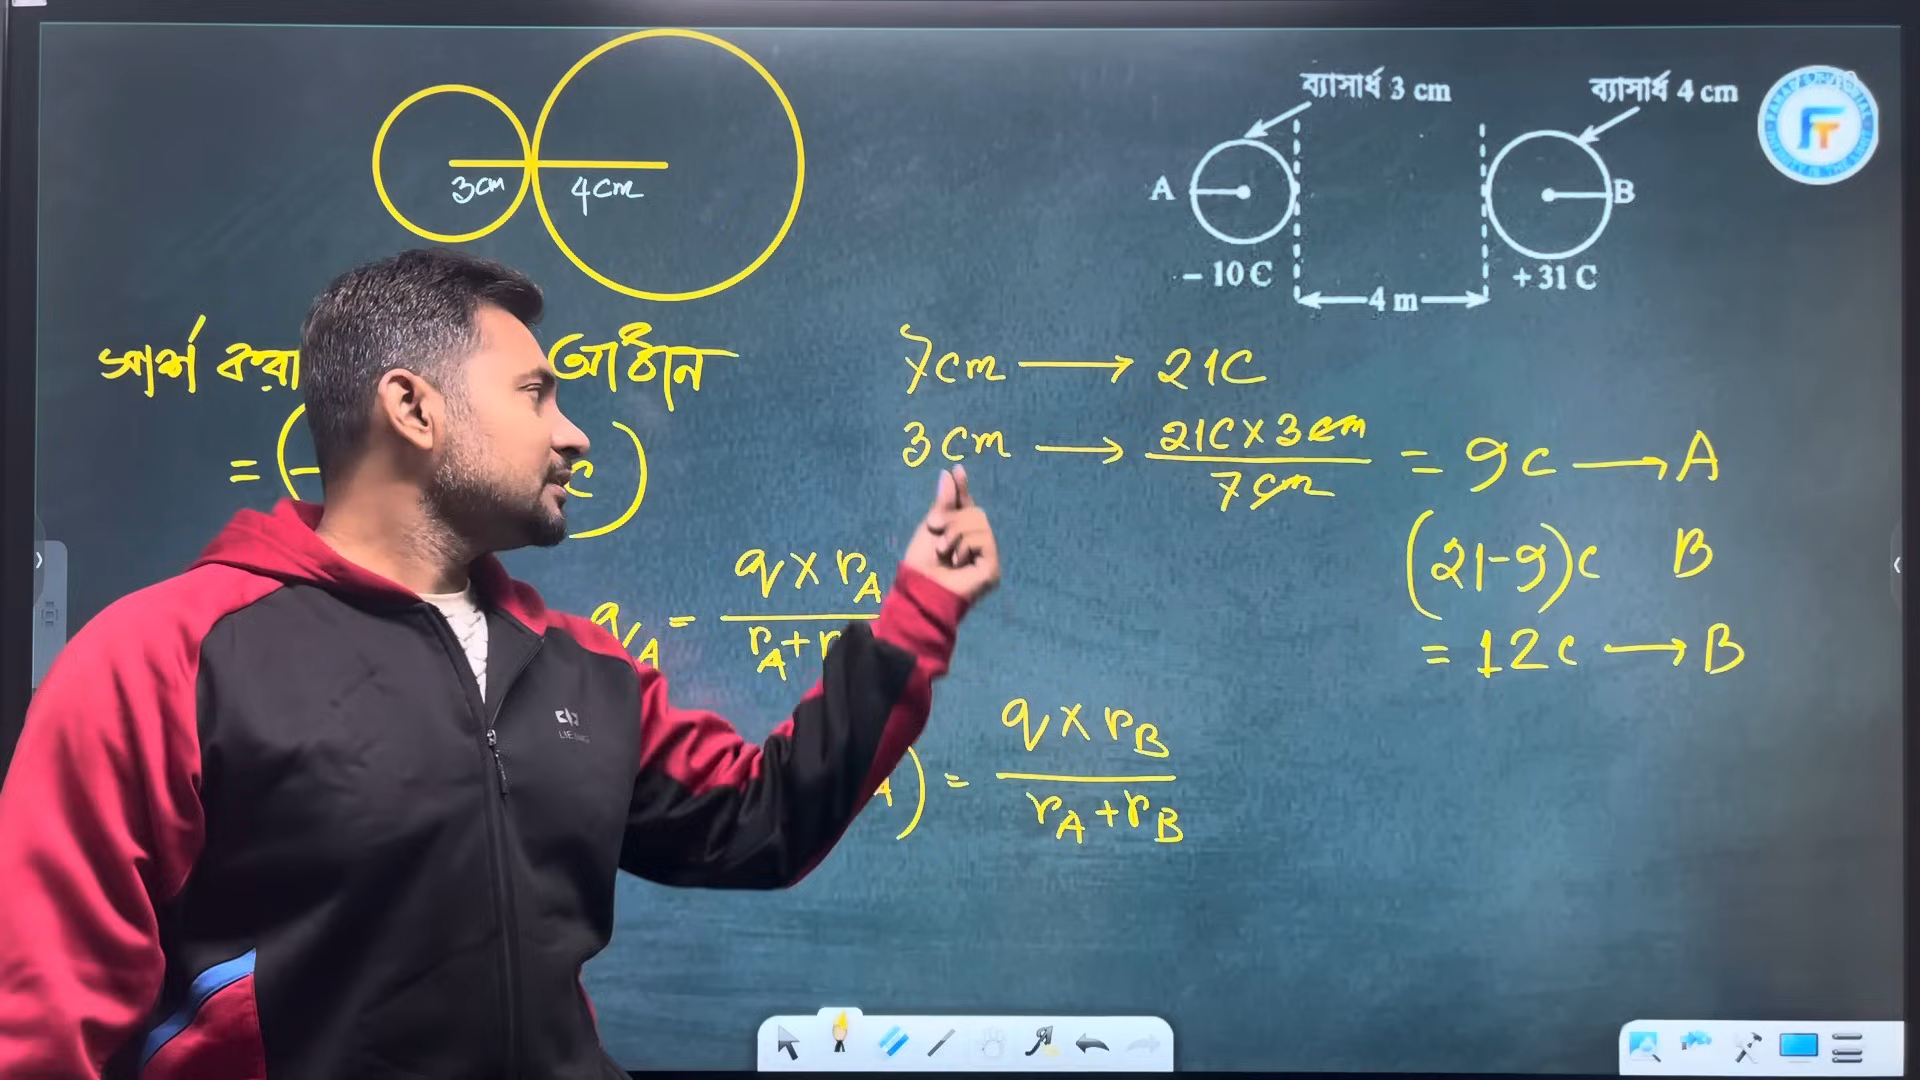 3cm 4cm
ব্যাসার্ধ 3 cm ব্যাসার্ধ 4 cm
A B
– 10 C + 31 C
4 m
FT
স্পর্শ করা আধান
= (– c)
7cm → 21C
3cm → 21C × 3cm / 7cm = 9c → A
(21-9)c B
= 12c → B
q_A = q × r_A / r_A + r
A) = q × r_B / r_A + r_B